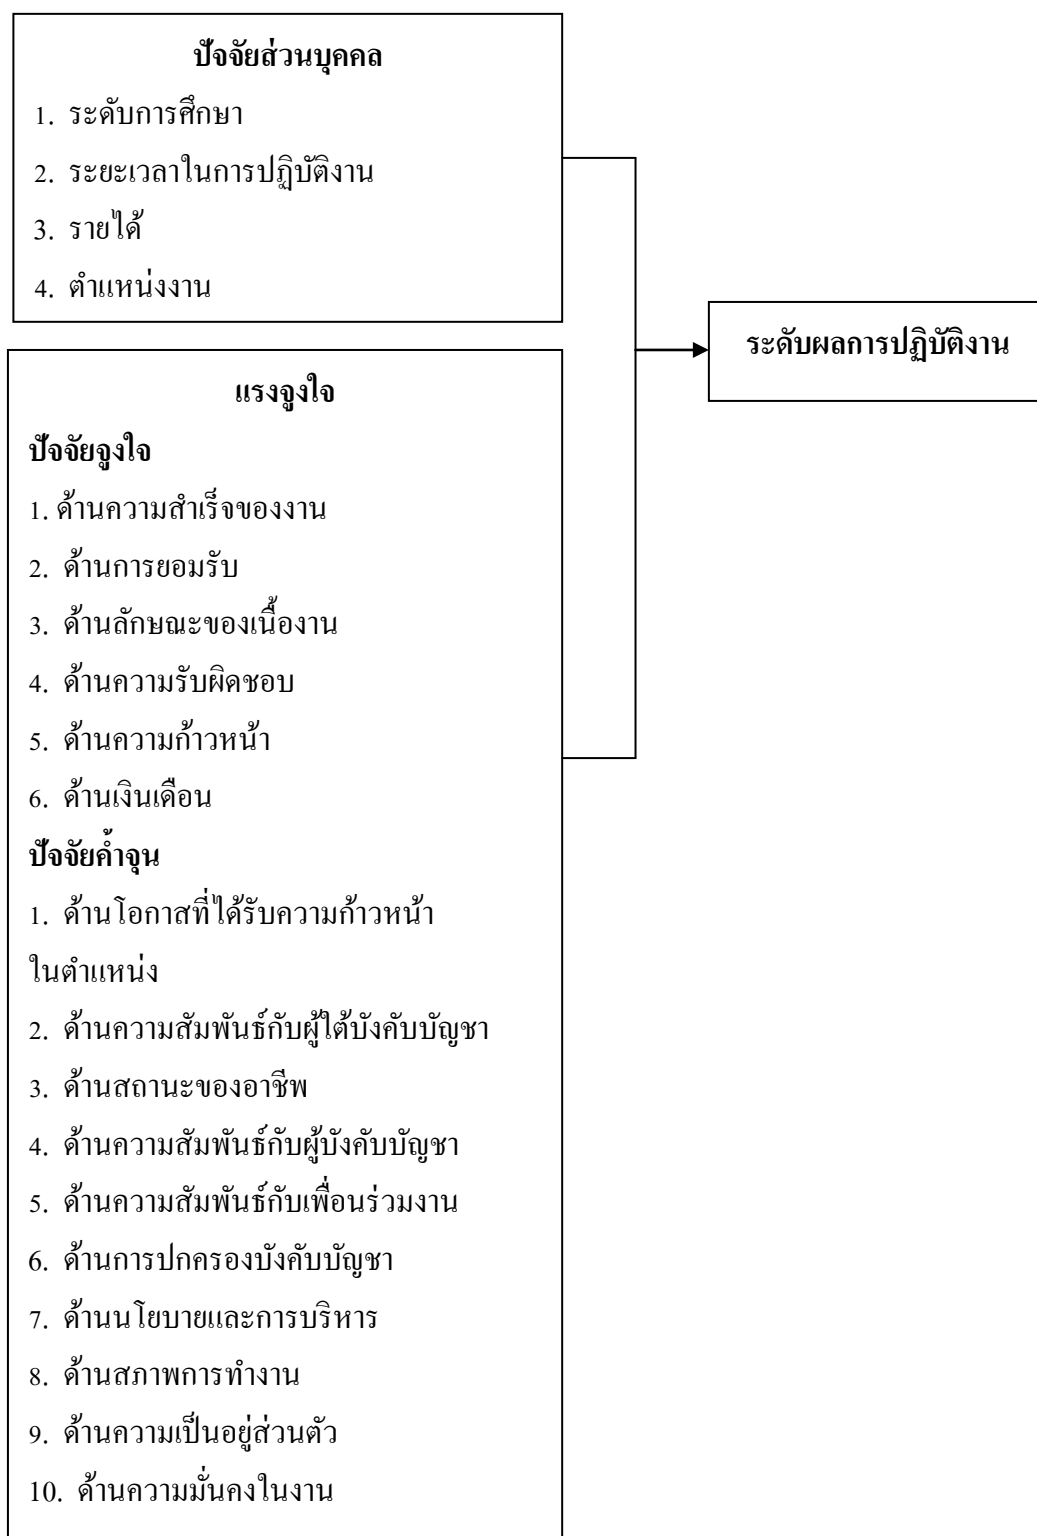 ปัจจัยส่วนบุคคล
1. ระดับการศึกษา
2. ระยะเวลาในการปฏิบัติงาน
3. รายได้
4. ตำแหน่งงาน
ระดับผลการปฏิบัติงาน
แรงจูงใจ
ปัจจัยจูงใจ
1. ด้านความสำเร็จของงาน
2. ด้านการยอมรับ
3. ด้านลักษณะของเนื้องาน
4. ด้านความรับผิดชอบ
5. ด้านความก้าวหน้า
6. ด้านเงินเดือน
ปัจจัยค้ำจุน
1. ด้านโอกาสที่ได้รับความก้าวหน้า
ในตำแหน่ง
2. ด้านความสัมพันธ์กับผู้ใต้บังคับบัญชา
3. ด้านสถานะของอาชีพ
4. ด้านความสัมพันธ์กับผู้บังคับบัญชา
5. ด้านความสัมพันธ์กับเพื่อนร่วมงาน
6. ด้านการปกครองบังคับบัญชา
7. ด้านนโยบายและการบริหาร
8. ด้านสภาพการทำงาน
9. ด้านความเป็นอยู่ส่วนตัว
10. ด้านความมั่นคงในงาน